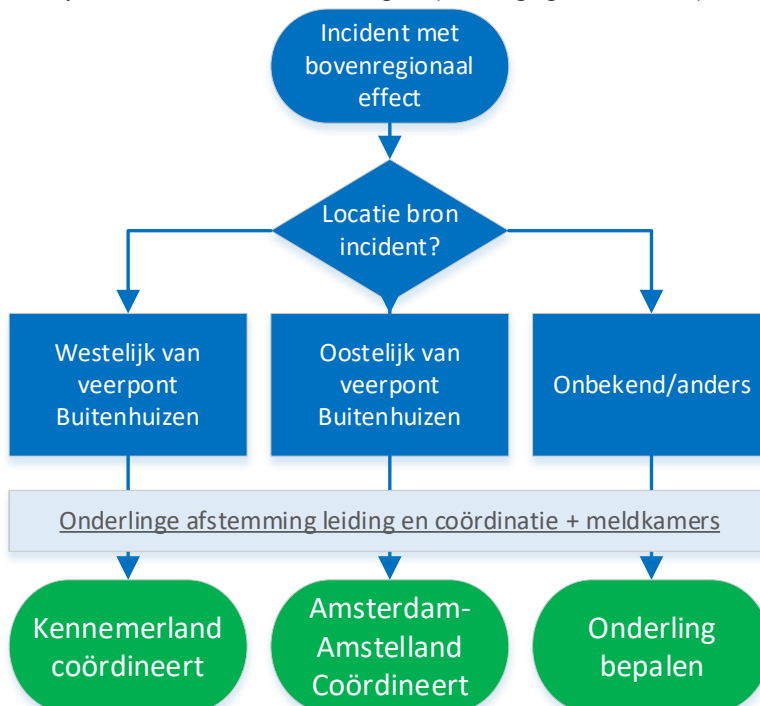 Incident met
bovenregionaal
effect
Locatie bron
incident?
Westelijk van
veerpont
Buitenhuizen
Oostelijk van
veerpont
Buitenhuizen
Onbekend/anders
Onderlinge afstemming leiding en coördinatie + meldkamers
Kennemerland
coördineert
Amsterdam-
Amstelland
Coördineert
Onderling
bepalen